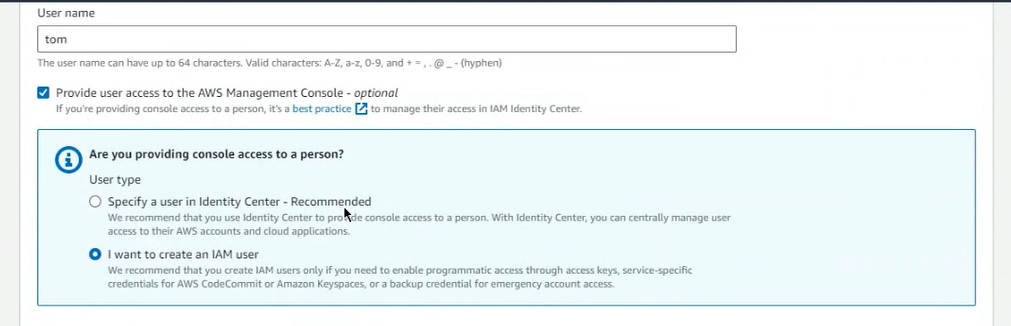 User name
tom
The user name can have up to 64 characters. Valid characters: A-Z, a-z, 0-9, and + = , . @ _ - (hyphen)
Provide user access to the AWS Management Console - optional
If you're providing console access to a person, it's a best practice to manage their access in IAM Identity Center.
Are you providing console access to a person?
User type
Specify a user in Identity Center - Recommended
We recommend that you use Identity Center to provide console access to a person. With Identity Center, you can centrally manage user
access to their AWS accounts and cloud applications.
I want to create an IAM user
We recommend that you create IAM users only if you need to enable programmatic access through access keys, service-specific
credentials for AWS CodeCommit or Amazon Keyspaces, or a backup credential for emergency account access.